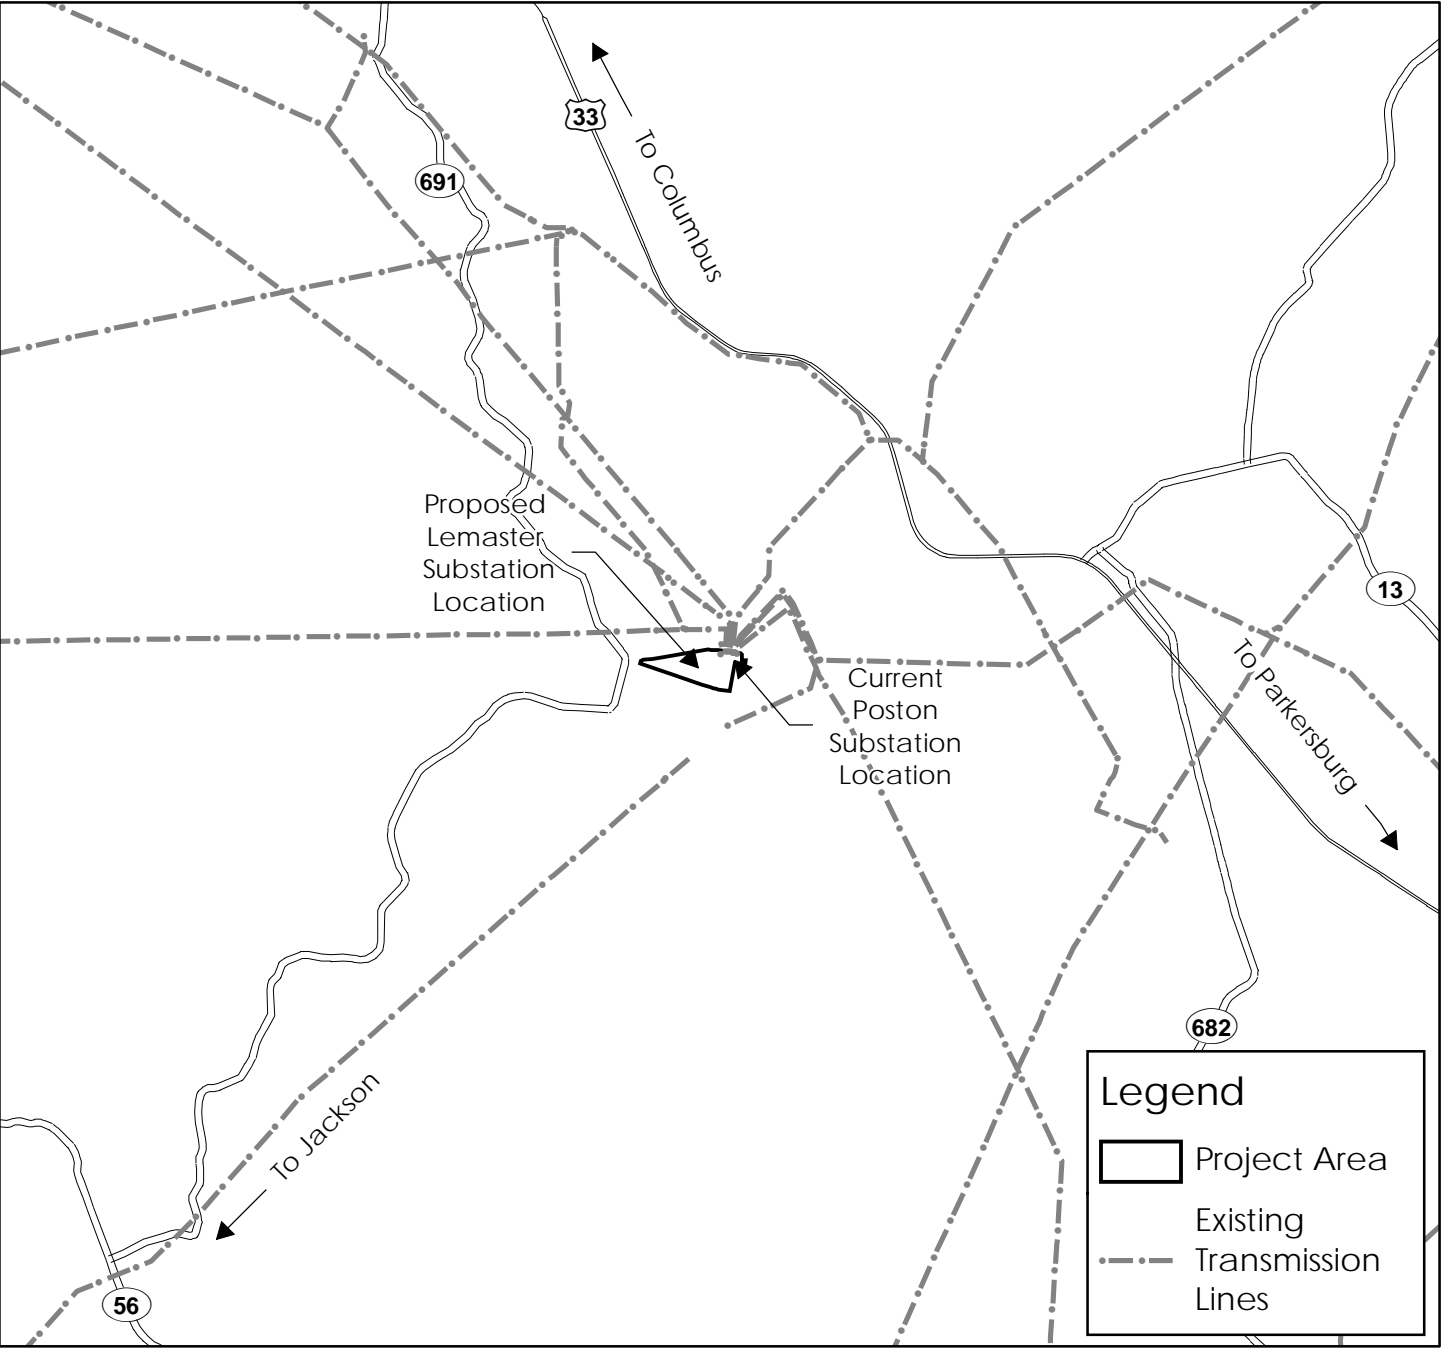 33
To Columbus
691
Proposed
Lemaster
Substation
Location
13
To Parkersburg
Current
Poston
Substation
Location
682
To Jackson
56
Legend
Project Area
Existing
Transmission
Lines